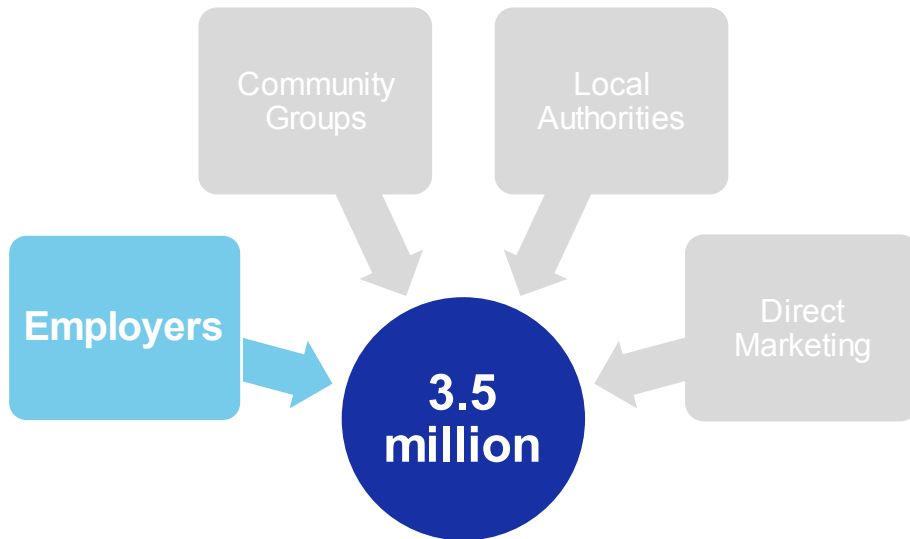 Community
Groups
Local
Authorities
Employers
Direct
Marketing
3.5
million